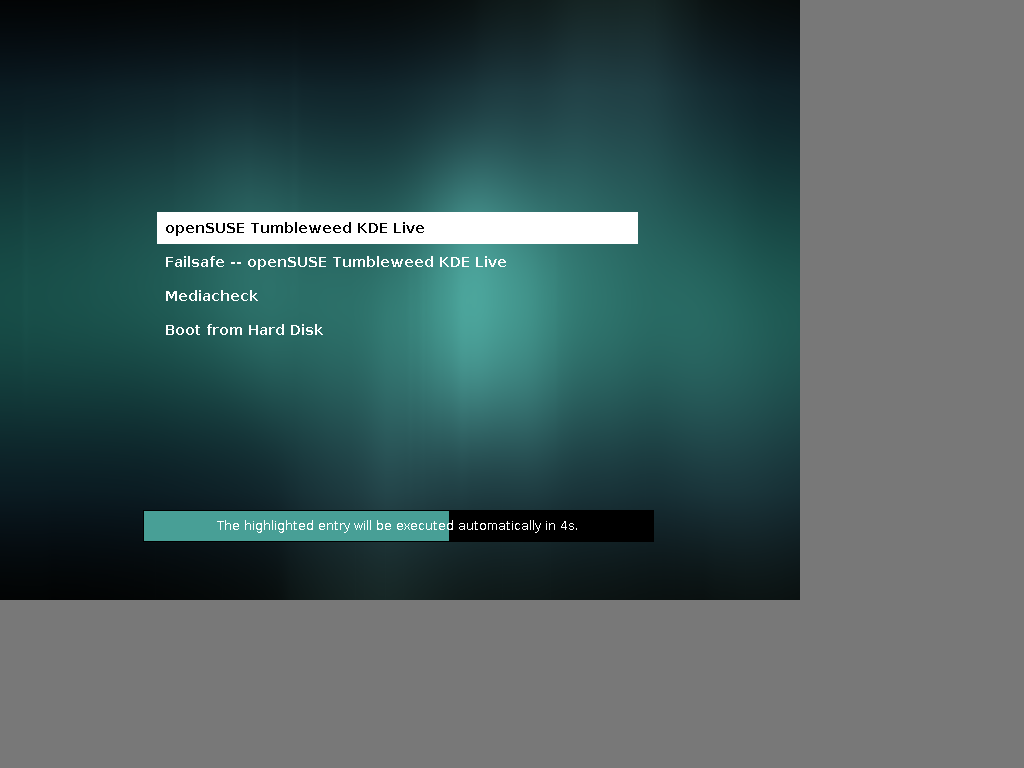 openSUSE Tumbleweed KDE Live
Failsafe -- openSUSE Tumbleweed KDE Live
Mediacheck
Boot from Hard Disk
The highlighted entry will be executed automatically in 4s.